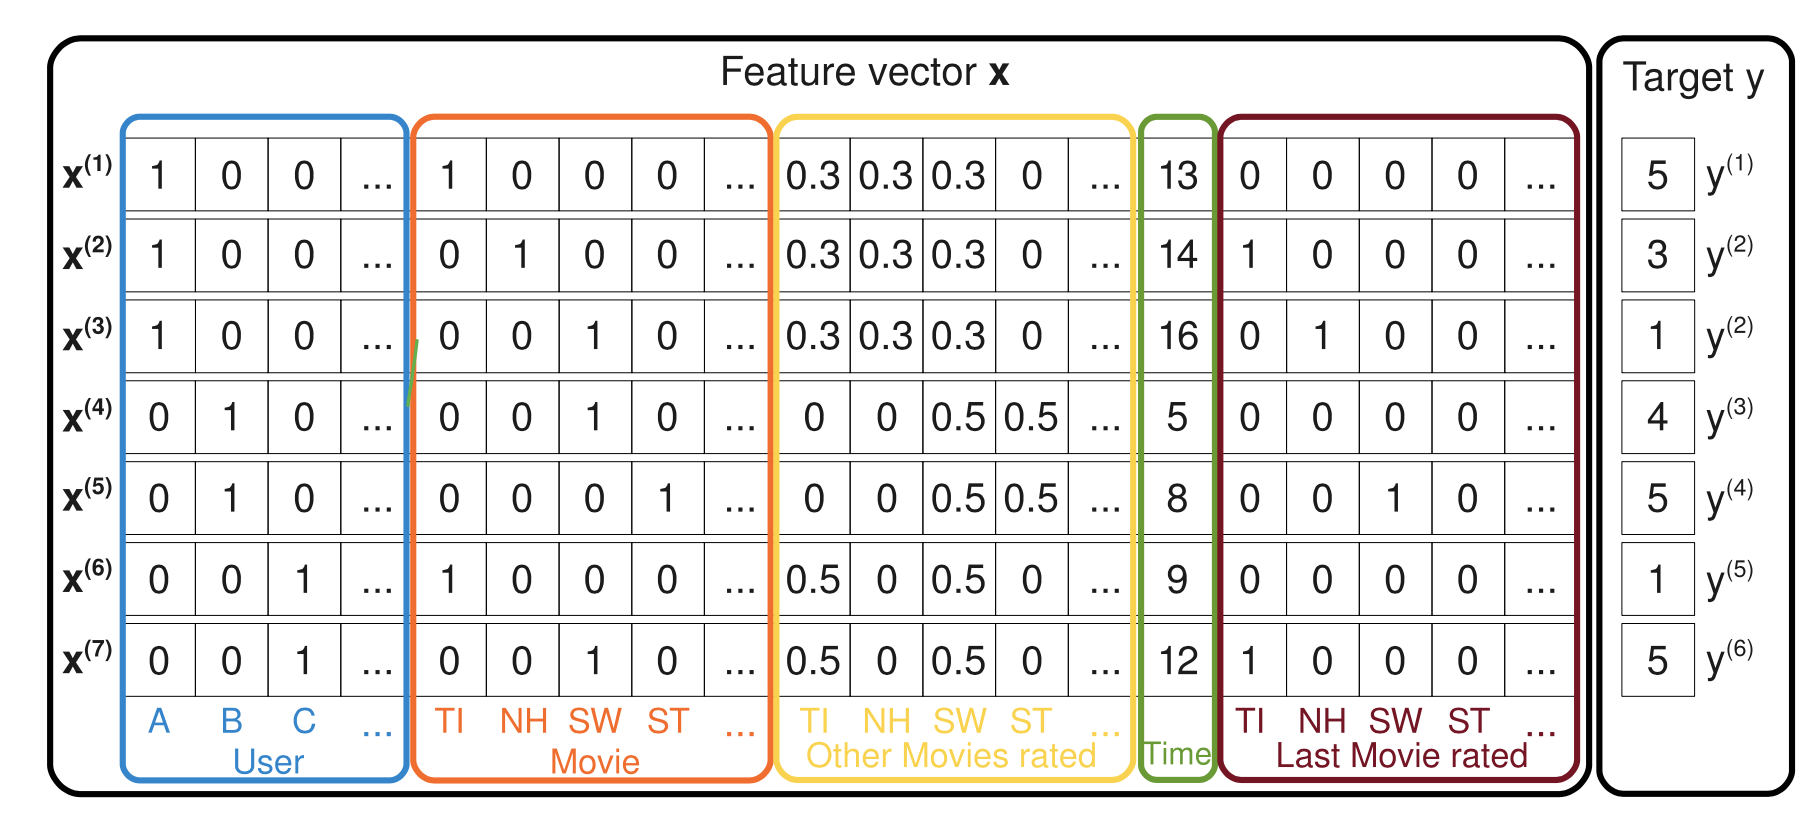 Feature vector x Target y
x(1) 1 0 0 ... 1 0 0 0 ... 0.3 0.3 0.3 0 ... 13 0 0 0 0 ... 5 y(1)
x(2) 1 0 0 ... 0 1 0 0 ... 0.3 0.3 0.3 0 ... 14 1 0 0 0 ... 3 y(2)
x(3) 1 0 0 ... 0 0 1 0 ... 0.3 0.3 0.3 0 ... 16 0 1 0 0 ... 1 y(2)
x(4) 0 1 0 ... 0 0 1 0 ... 0 0 0.5 0.5 ... 5 0 0 0 0 ... 4 y(3)
x(5) 0 1 0 ... 0 0 0 1 ... 0 0 0.5 0.5 ... 8 0 0 1 0 ... 5 y(4)
x(6) 0 0 1 ... 1 0 0 0 ... 0.5 0 0.5 0 ... 9 0 0 0 0 ... 1 y(5)
x(7) 0 0 1 ... 0 0 1 0 ... 0.5 0 0.5 0 ... 12 1 0 0 0 ... 5 y(6)
A B C ... TI NH SW ST ... TI NH SW ST ... TI NH SW ST ...
User Movie Other Movies rated Time Last Movie rated